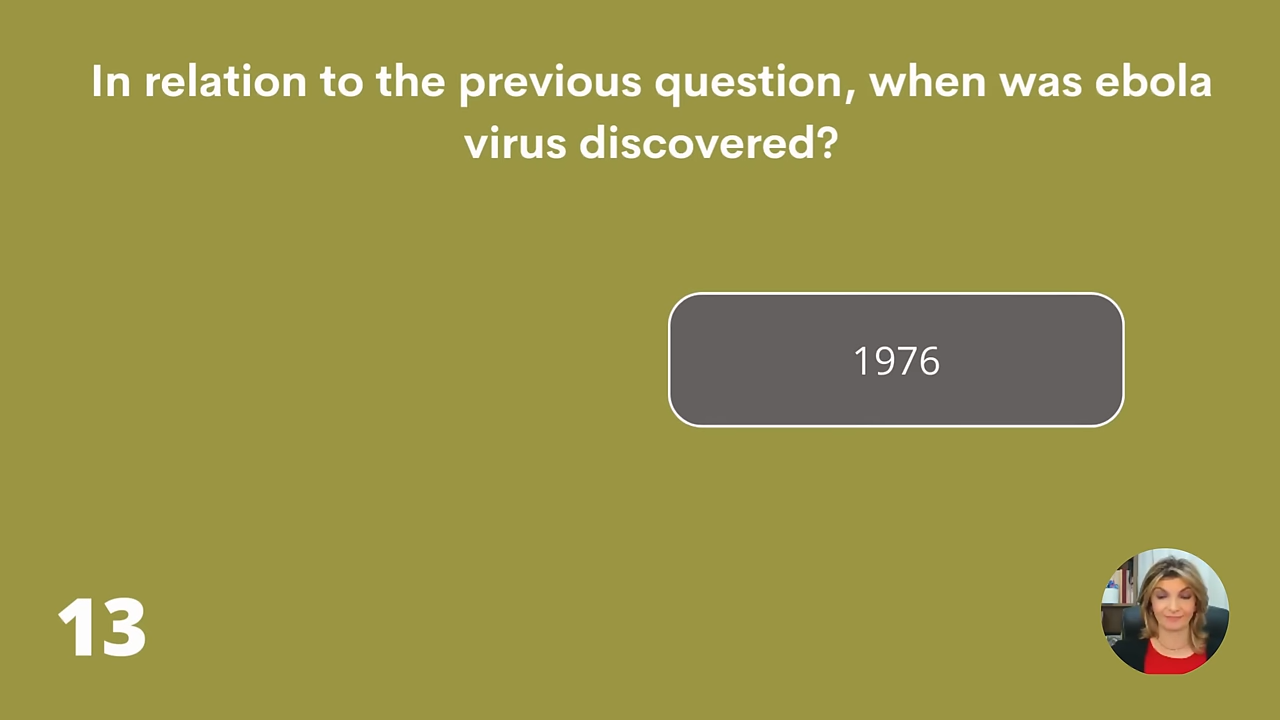 In relation to the previous question, when was ebola
virus discovered?
1976
13